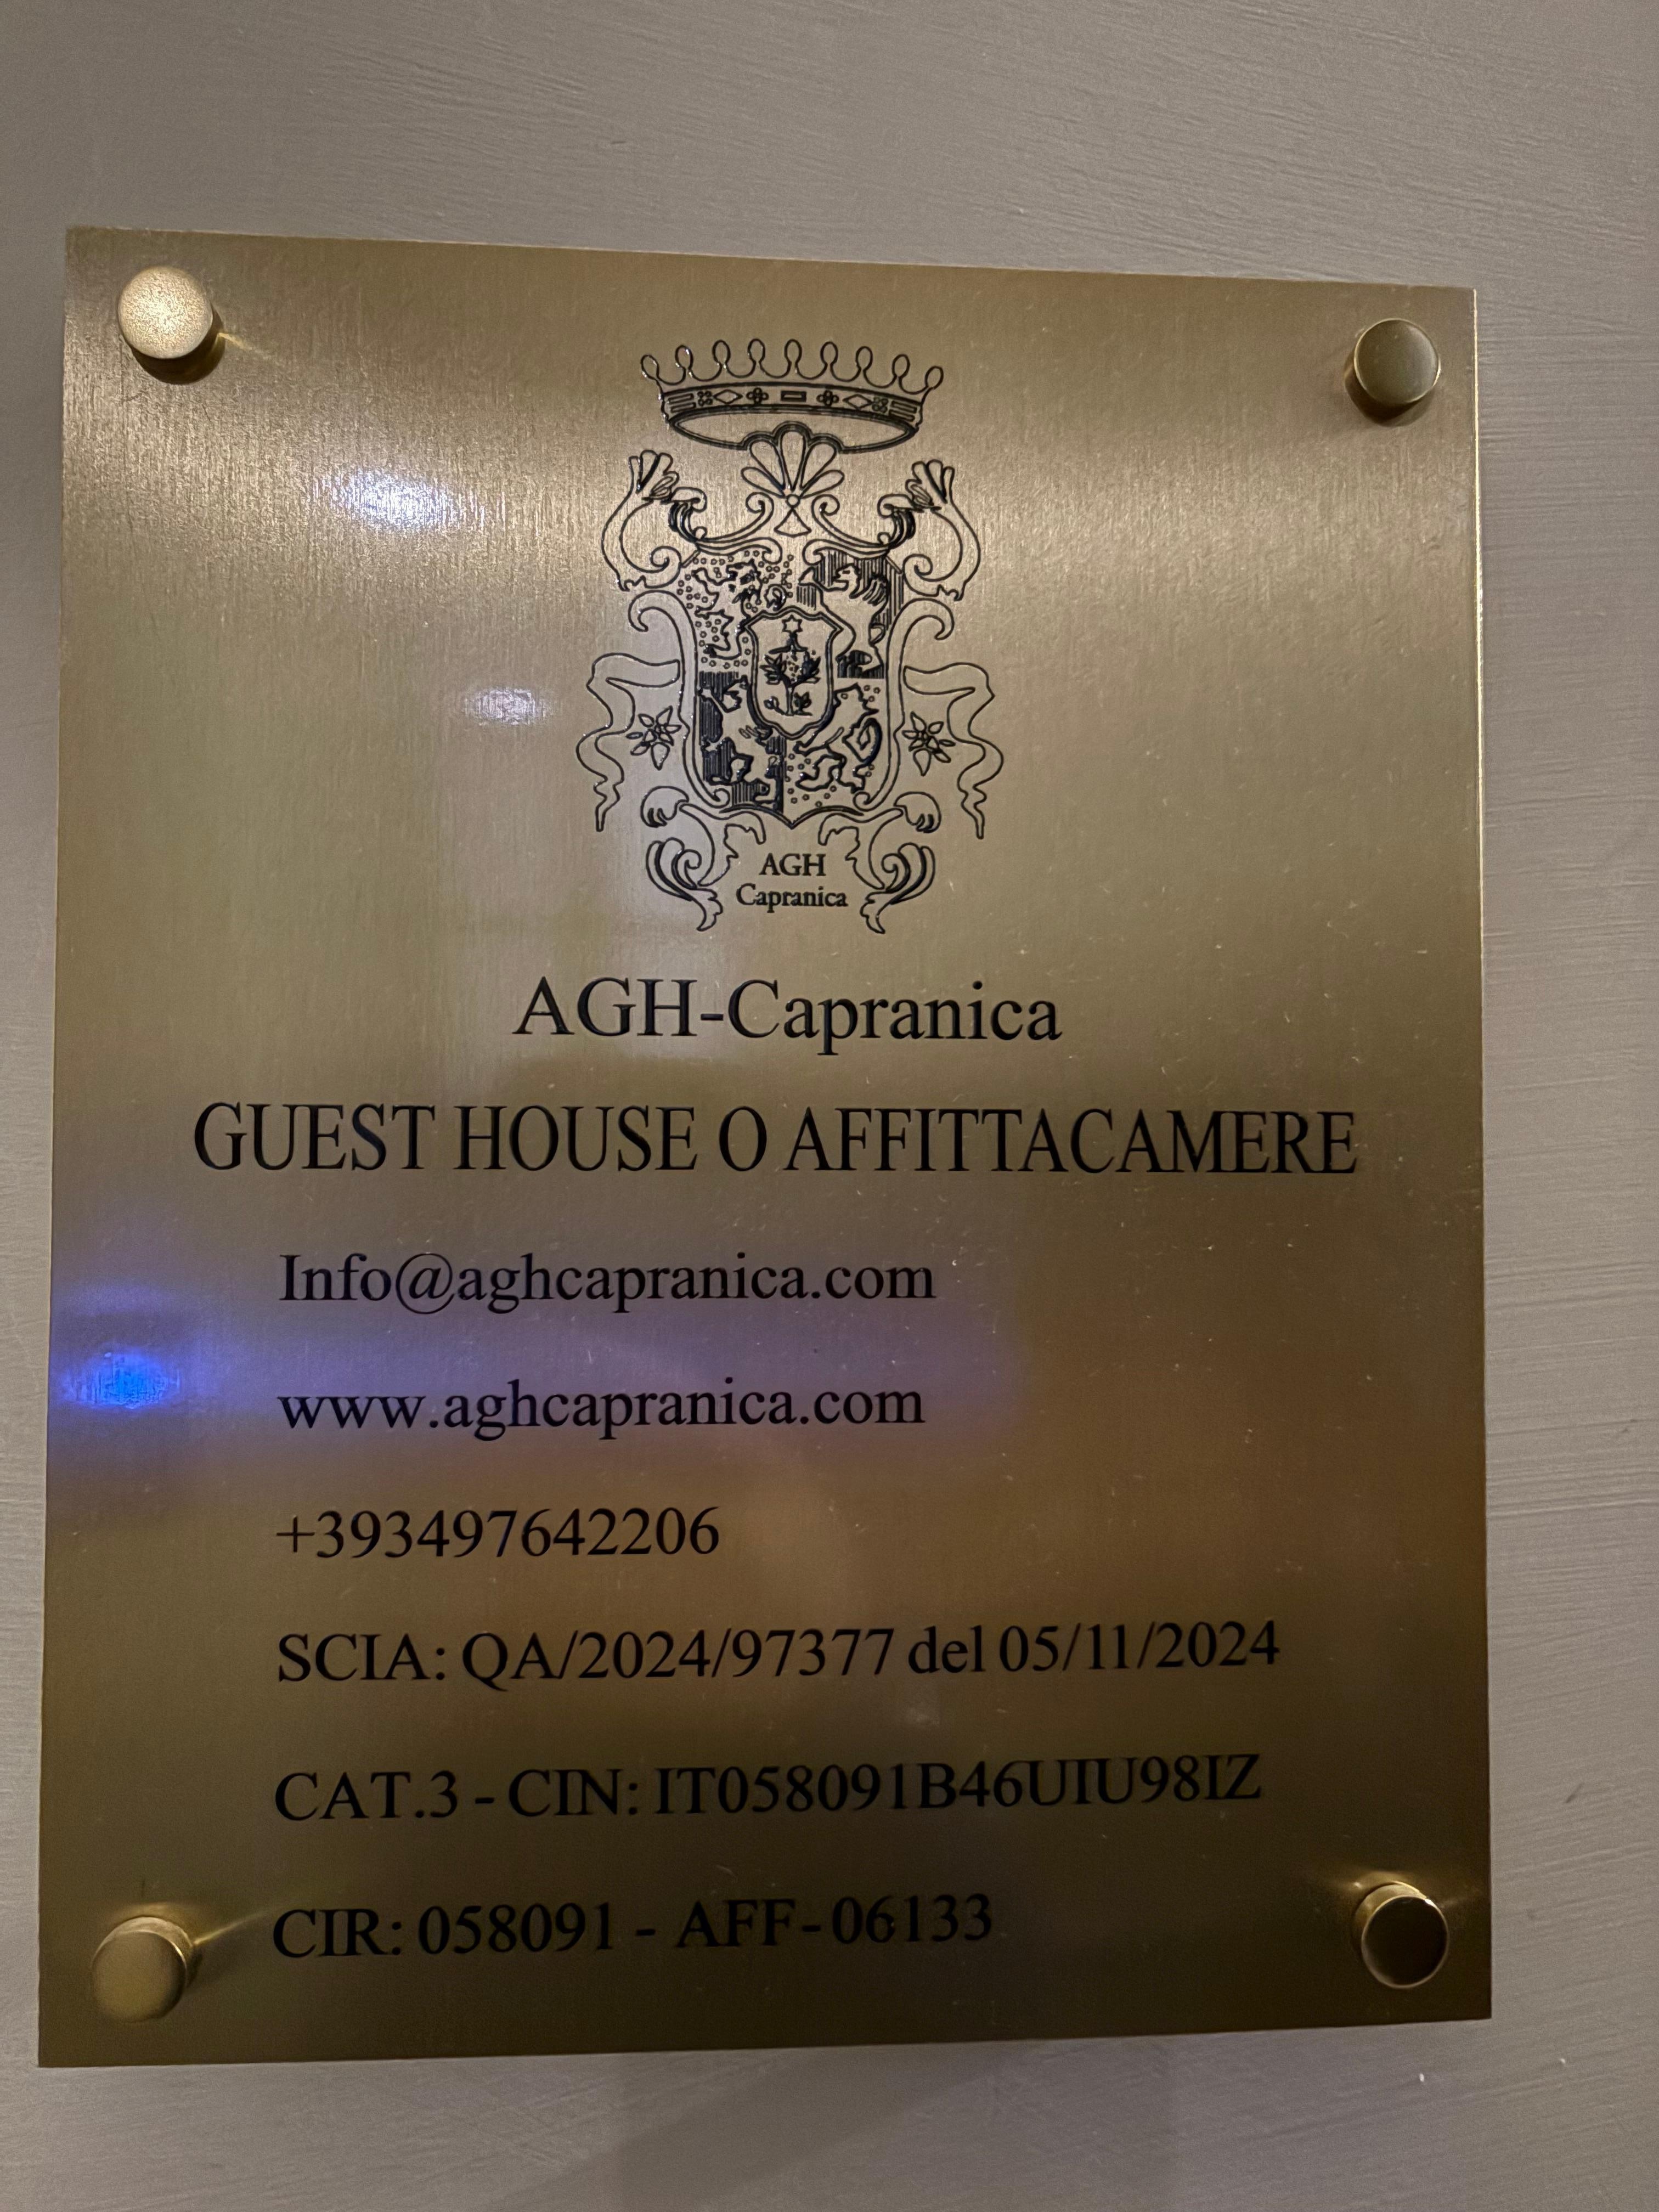 AGH
Capranica
AGH-Capranica
GUEST HOUSE O AFFITTACAMERE
Info@aghcapranica.com
www.aghcapranica.com
+393497642206
SCIA: QA/2024/97377 del 05/11/2024
CAT.3 - CIN: IT058091B46UIU98IZ
CIR: 058091 - AFF-06133